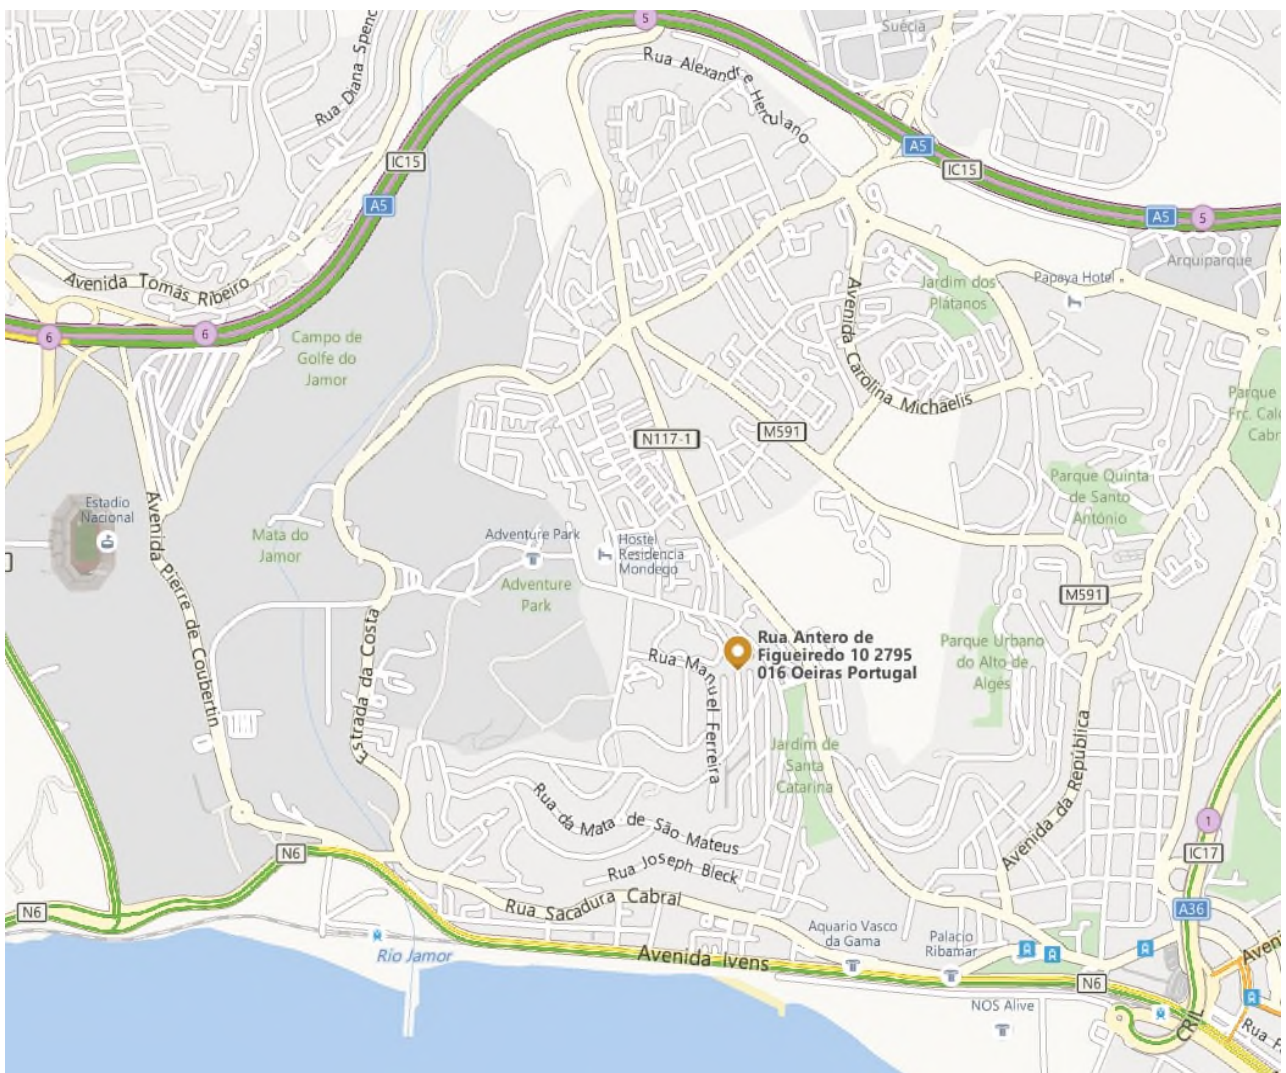 5
Suécia
Rua Alexandre Herculano
Rua Diana Spenc
A5
IC15
IC15
A5
A5
5
Arquiparque
Avenida Tomás Ribeiro
Papaya Hotel
Jardim dos
Plátanos
Avenida Carolina Michaelis
6
6
Campo de
Golfe do
Jamor
Parque
Frc. Cal
Cabr
N117-1
M591
Parque Quinta
de Santo
António
Estadio
Nacional
Avenida Pierre de Coubertin
Mata do
Jamor
Adventure Park
Adventure
Park
Hostel
Residencia
Mondego
M591
Estrada da Costa
Rua Manuel Ferreira
Rua Antero de
Figueiredo 10 2795
016 Oeiras Portugal
Parque Urbano
do Alto de
Algés
Jardim de
Santa
Catarina
Avenida da República
Rua da Mata de São Mateus
Rua Joseph Bleck
1
IC17
N6
N6
Rua Sacadura Cabral
A36
Aquario Vasco
da Gama
Palacio
Ribamar
Rio Jamor
Avenida Ivens
Aveni
N6
NOS Alive
CRIL
Rua F